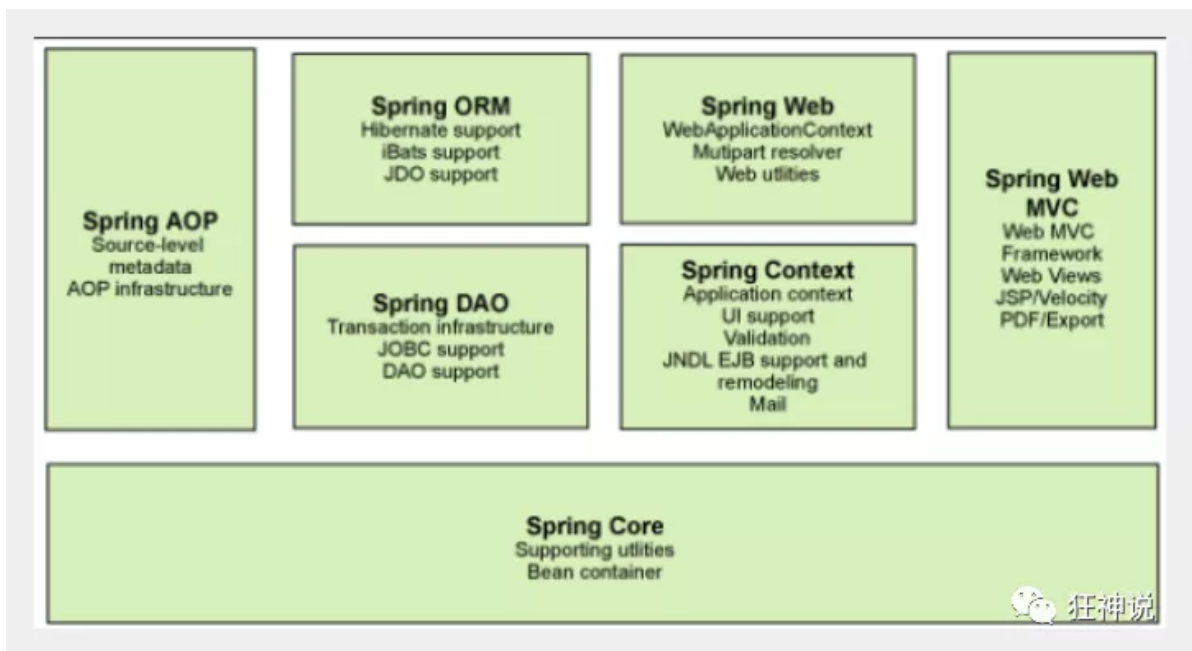 Spring AOP
Source-level
metadata
AOP infrastructure
Spring ORM
Hibernate support
iBats support
JDO support
Spring DAO
Transaction infrastructure
JOBC support
DAO support
Spring Web
WebApplicationContext
Mutipart resolver
Web utlities
Spring Context
Application context
UI support
Validation
JNDL EJB support and
remodeling
Mail
Spring Web
MVC
Web MVC
Framework
Web Views
JSP/Velocity
PDF/Export
Spring Core
Supporting utlities
Bean container
狂神说